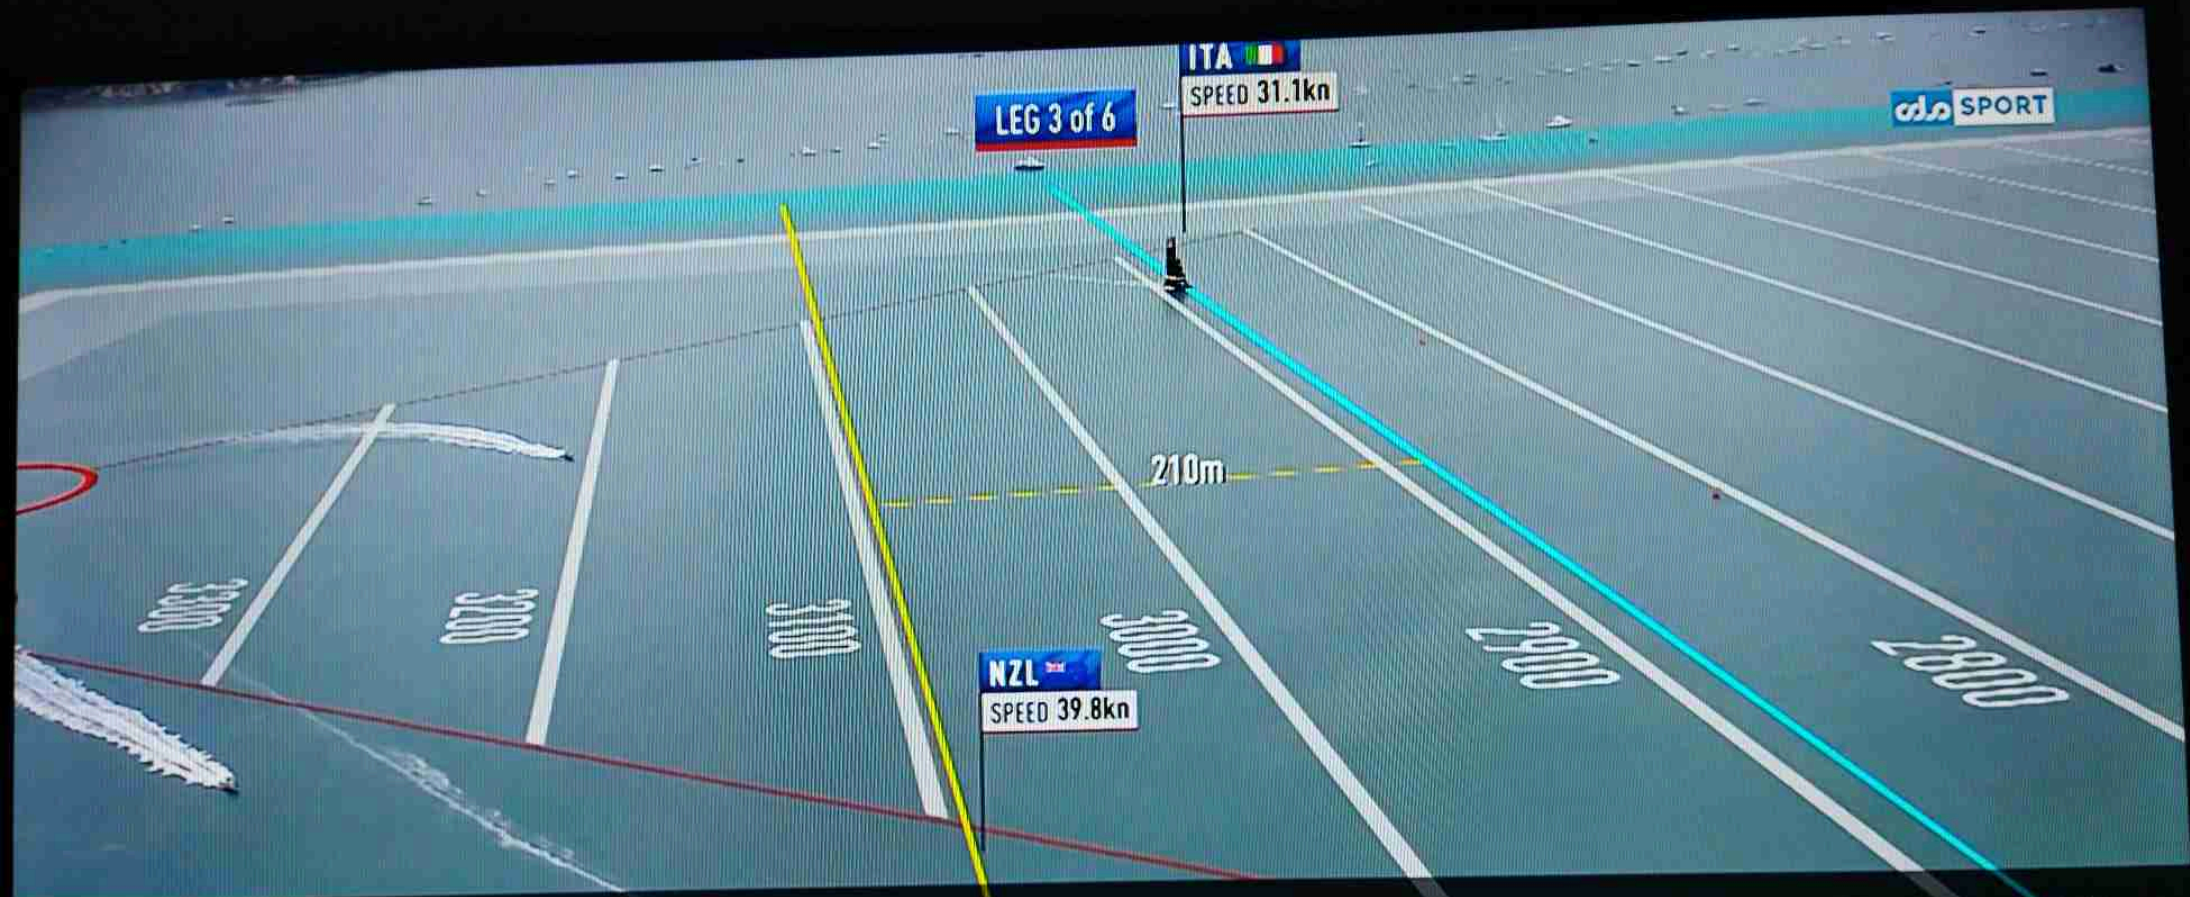 ITA
SPEED 31.1kn
LEG 3 of 6
SPORT
210m
3300
3200
3100
3000
2900
2800
NZL
SPEED 39.8kn